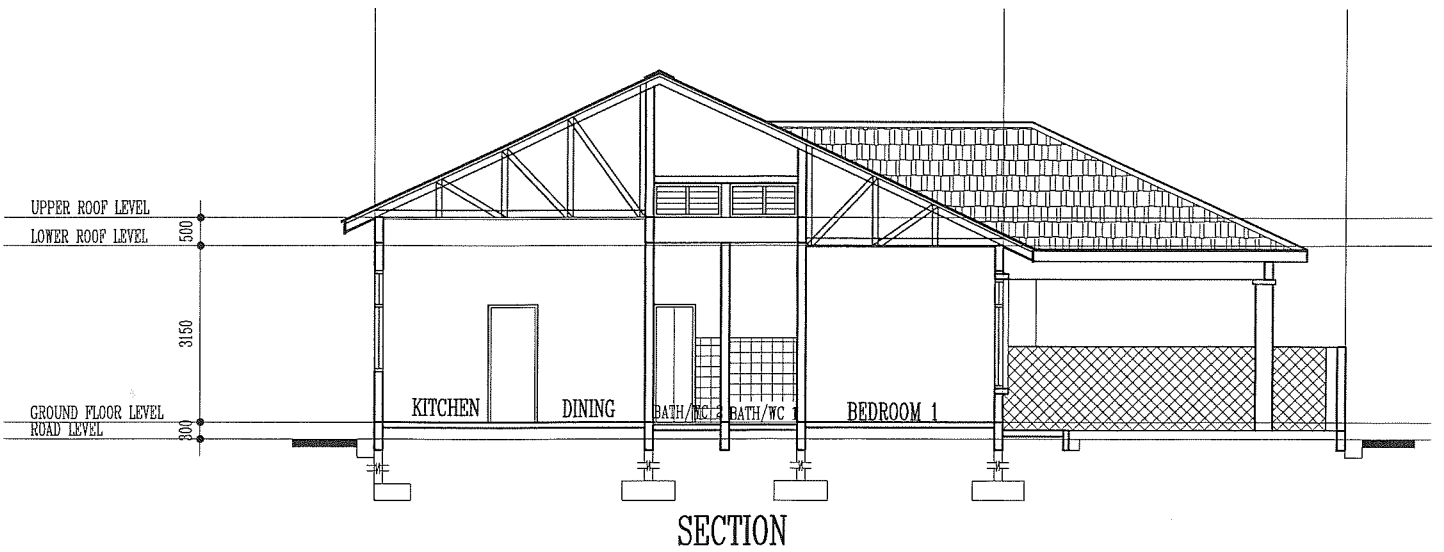 UPPER ROOF LEVEL
500
LOWER ROOF LEVEL
3150
KITCHEN DINING BATH/WC 2 BATH/WC 1 BEDROOM 1
GROUND FLOOR LEVEL
300
ROAD LEVEL
SECTION